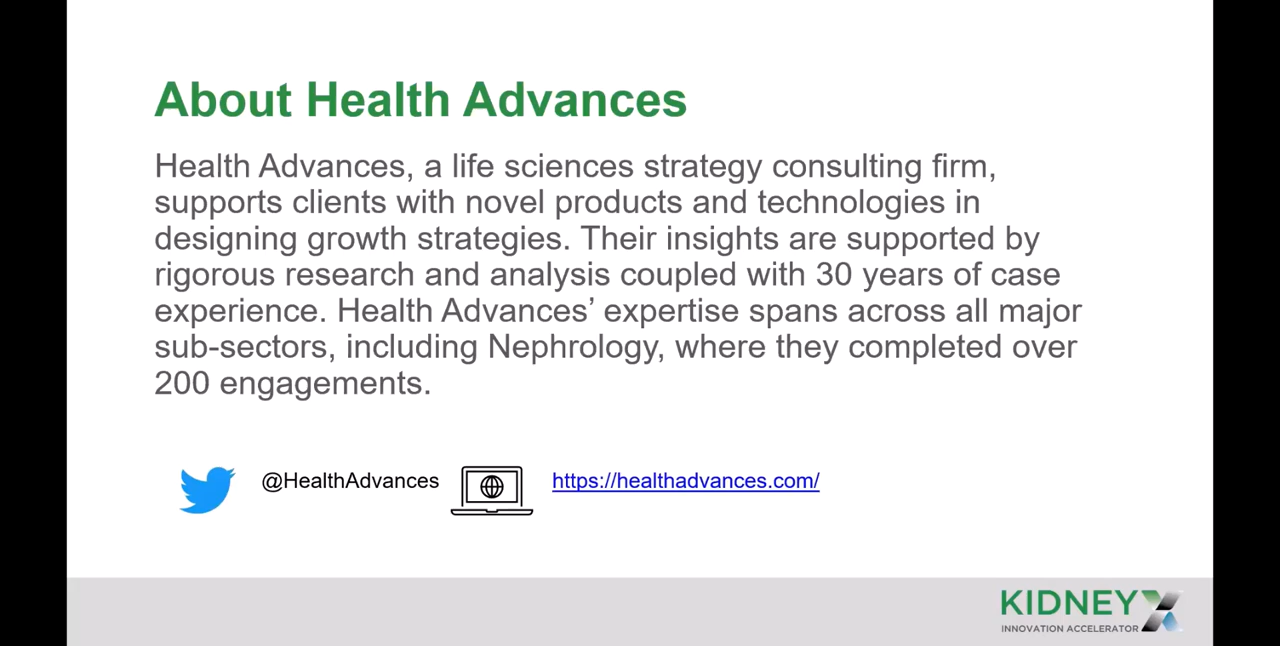 About Health Advances
Health Advances, a life sciences strategy consulting firm,
supports clients with novel products and technologies in
designing growth strategies. Their insights are supported by
rigorous research and analysis coupled with 30 years of case
experience. Health Advances’ expertise spans across all major
sub-sectors, including Nephrology, where they completed over
200 engagements.
@HealthAdvances
https://healthadvances.com/
KIDNEYX
INNOVATION ACCELERATOR